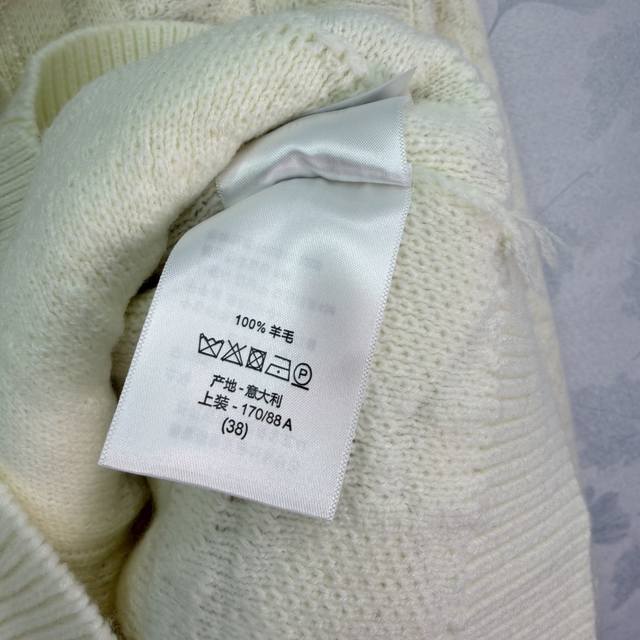 100% 羊毛
P
产地 - 意大利
上装 - 170/88 A
(38)